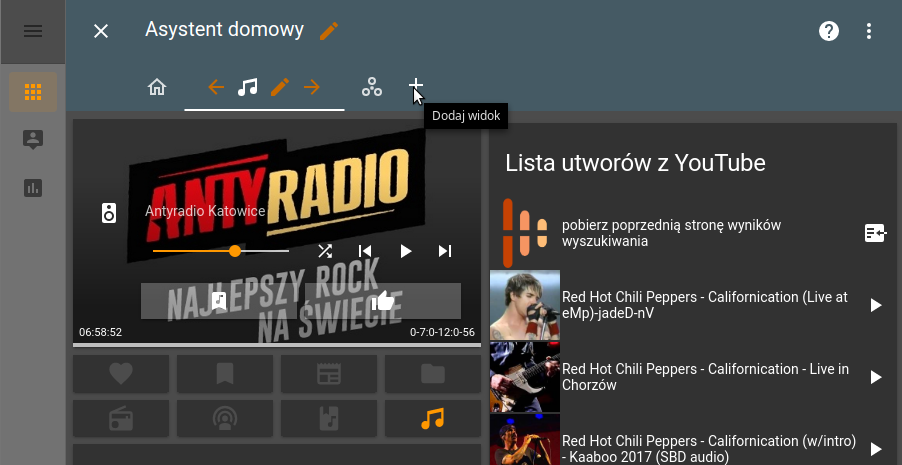 Asystent domowy
Dodaj widok
ANTYRADIO
Antyradio Katowice
NAJLEPSZY ROCK
NA ŚWIECIE
06:58:52
0-7:0-12:0-56
Lista utworów z YouTube
pobierz poprzednią stronę wyników
wyszukiwania
Red Hot Chili Peppers - Californication (Live at
eMp)-jadeD-nV
Red Hot Chili Peppers - Californication - Live in
Chorzów
Red Hot Chili Peppers - Californication (w/intro)
- Kaaboo 2017 (SBD audio)